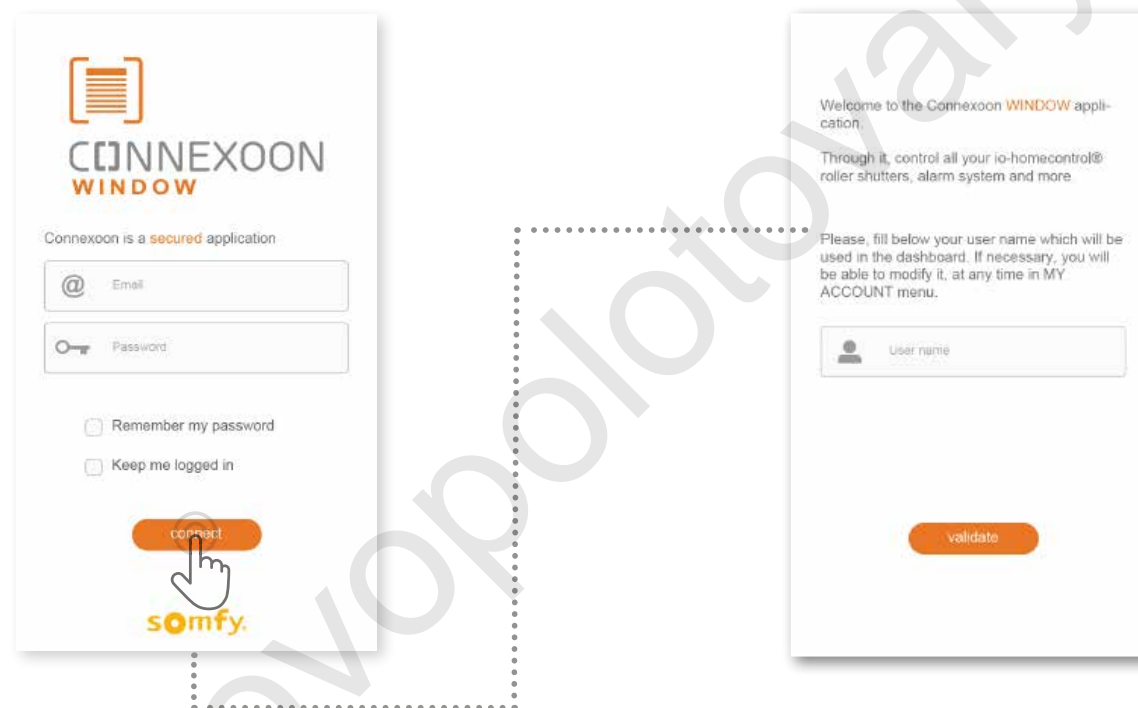 CONNEXOON
WINDOW
Connexoon is a secured application
@ Email
Password
Remember my password
Keep me logged in
connect
somfy.
Welcome to the Connexoon WINDOW appli-
cation.
Through it, control all your io-homecontrol®
roller shutters, alarm system and more
Please, fill below your user name which will be
used in the dashboard. If necessary, you will
be able to modify it, at any time in MY
ACCOUNT menu.
User name
validate
ovopolotovary